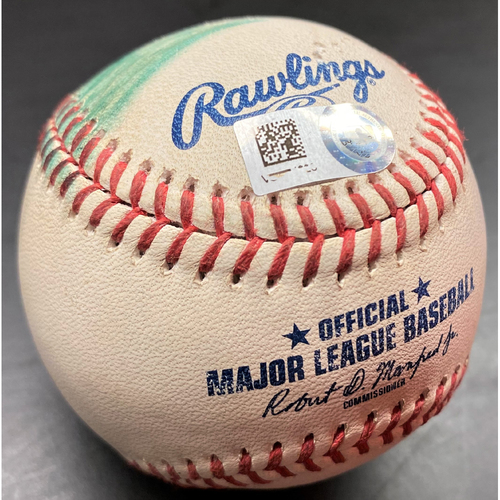 Rawlings
OFFICIAL
MAJOR LEAGUE BASEBALL
Robert D. Manfred Jr.
COMMISSIONER